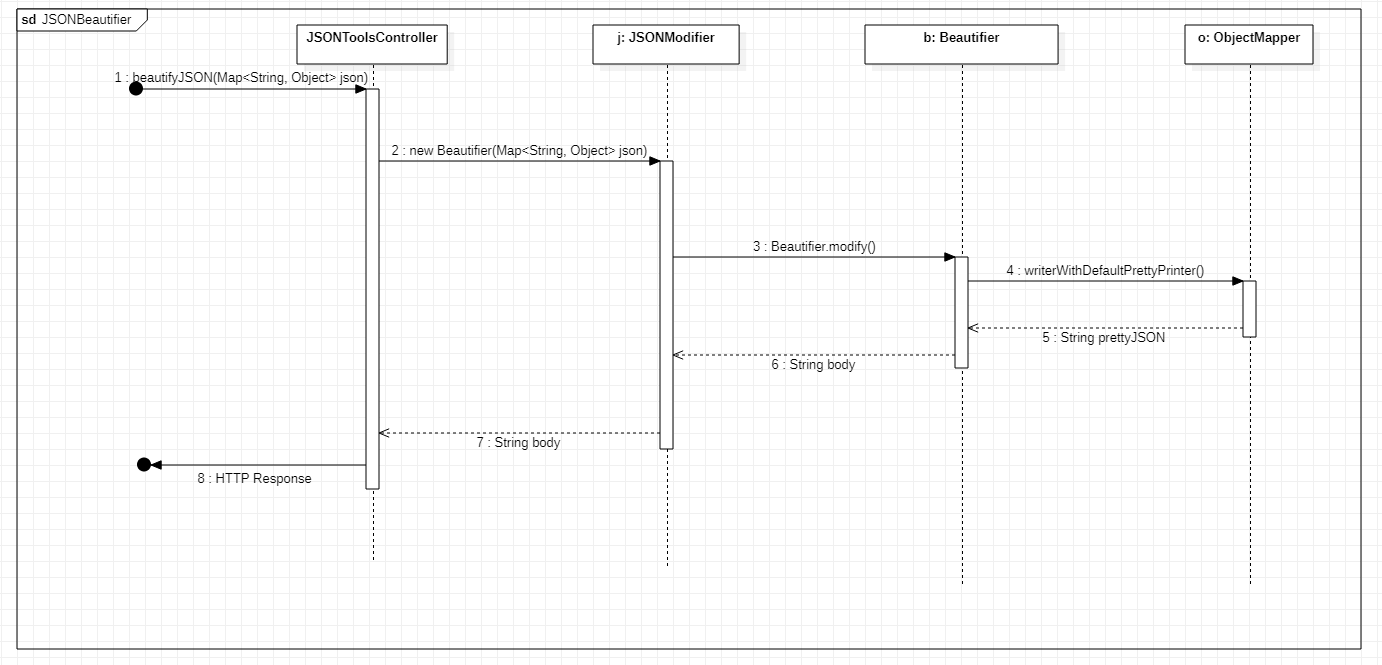 sd JSONBeautifier
JSONToolsController
j: JSONModifier
b: Beautifier
o: ObjectMapper
1 : beautifyJSON(Map<String, Object> json)
2 : new Beautifier(Map<String, Object> json)
3 : Beautifier.modify()
4 : writerWithDefaultPrettyPrinter()
5 : String prettyJSON
6 : String body
7 : String body
8 : HTTP Response